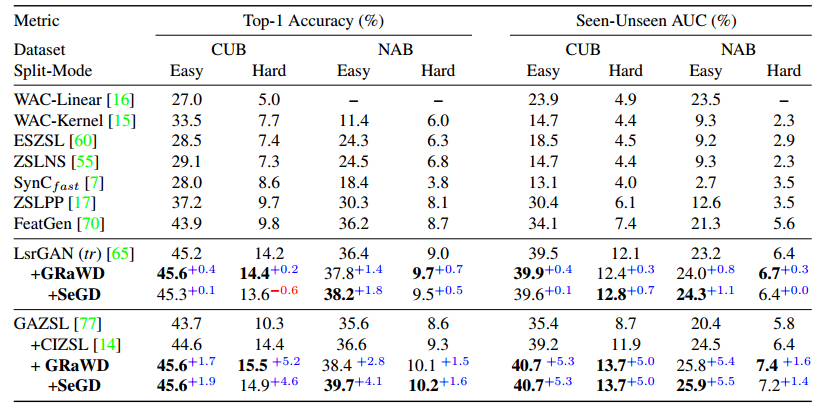 Metric Top-1 Accuracy (%) Seen-Unseen AUC (%)
Dataset CUB NAB CUB NAB
Split-Mode Easy Hard Easy Hard Easy Hard Easy Hard
WAC-Linear [16] 27.0 5.0 – – 23.9 4.9 23.5 –
WAC-Kernel [15] 33.5 7.7 11.4 6.0 14.7 4.4 9.3 2.3
ESZSL [60] 28.5 7.4 24.3 6.3 18.5 4.5 9.2 2.9
ZSLNS [55] 29.1 7.3 24.5 6.8 14.7 4.4 9.3 2.3
SynCfast [7] 28.0 8.6 18.4 3.8 13.1 4.0 2.7 3.5
ZSLPP [17] 37.2 9.7 30.3 8.1 30.4 6.1 12.6 3.5
FeatGen [70] 43.9 9.8 36.2 8.7 34.1 7.4 21.3 5.6
LsrGAN (tr) [65] 45.2 14.2 36.4 9.0 39.5 12.1 23.2 6.4
+GRaWD 45.6+0.4 14.4+0.2 37.8+1.4 9.7+0.7 39.9+0.4 12.4+0.3 24.0+0.8 6.7+0.3
+SeGD 45.3+0.1 13.6−0.6 38.2+1.8 9.5+0.5 39.6+0.1 12.8+0.7 24.3+1.1 6.4+0.0
GAZSL [77] 43.7 10.3 35.6 8.6 35.4 8.7 20.4 5.8
+CIZSL [14] 44.6 14.4 36.6 9.3 39.2 11.9 24.5 6.4
+ GRaWD 45.6+1.7 15.5 +5.2 38.4 +2.8 10.1 +1.5 40.7 +5.3 13.7+5.0 25.8+5.4 7.4 +1.6
+SeGD 45.6+1.9 14.9+4.6 39.7+4.1 10.2+1.6 40.7+5.3 13.7+5.0 25.9+5.5 7.2+1.4